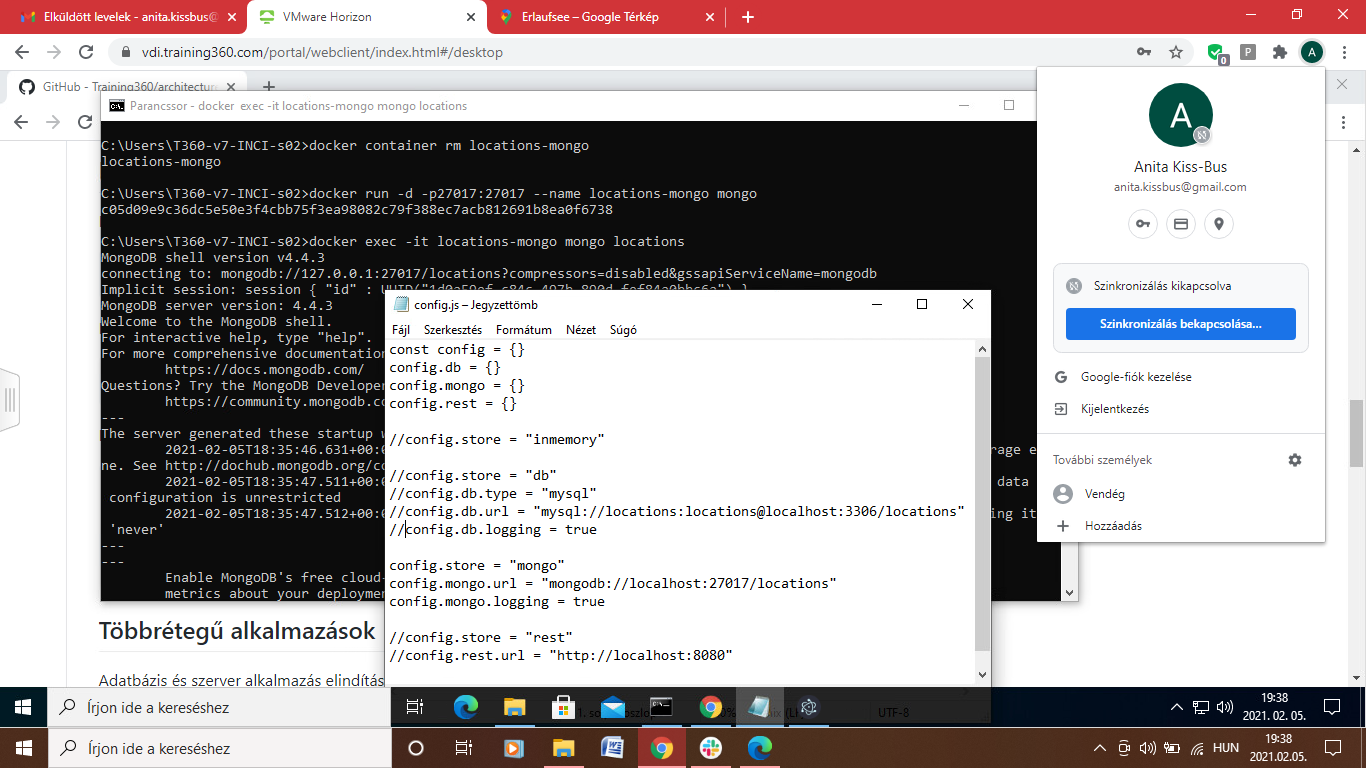 Elküldött levelek - anita.kissbus@
VMware Horizon
Erlaufsee – Google Térkép
vdi.training360.com/portal/webclient/index.html#/desktop
0
P
A
GitHub - Training360/architectur
Parancssor - docker exec -it locations-mongo mongo locations
C:\Users\T360-v7-INCI-s02>docker container rm locations-mongo
locations-mongo
C:\Users\T360-v7-INCI-s02>docker run -d -p27017:27017 --name locations-mongo mongo
c05d09e9c36dc5e50e3f4cbb75f3ea98082c79f388ec7acb812691b8ea0f6738
C:\Users\T360-v7-INCI-s02>docker exec -it locations-mongo mongo locations
MongoDB shell version v4.4.3
connecting to: mongodb://127.0.0.1:27017/locations?compressors=disabled&gssapiServiceName=mongodb
Implicit session: session { "id" : 
MongoDB server version: 4.4.3
Welcome to the MongoDB shell.
For interactive help, type "help".
For more comprehensive documentation
https://docs.mongodb.com/
Questions? Try the MongoDB Developer
https://community.mongodb.co
---
The server generated these startup w
2021-02-05T18:35:46.631+00:0 rage e
ne. See http://dochub.mongodb.org/co
2021-02-05T18:35:47.511+00:0 data
configuration is unrestricted
2021-02-05T18:35:47.512+00:0 ng it
'never'
---
---
Enable MongoDB's free cloud-
metrics about your deploymen
config.js – Jegyzettömb
Fájl Szerkesztés Formátum Nézet Súgó
const config = {}
config.db = {}
config.mongo = {}
config.rest = {}
//config.store = "inmemory"
//config.store = "db"
//config.db.type = "mysql"
//config.db.url = "mysql://locations:locations@localhost:3306/locations"
//config.db.logging = true
config.store = "mongo"
config.mongo.url = "mongodb://localhost:27017/locations"
config.mongo.logging = true
//config.store = "rest"
//config.rest.url = "http://localhost:8080"
UTF-8
A
Anita Kiss-Bus
anita.kissbus@gmail.com
Szinkronizálás kikapcsolva
Szinkronizálás bekapcsolása...
Google-fiók kezelése
Kijelentkezés
További személyek
Vendég
Hozzáadás
Többrétegű alkalmazások
Adatbázis és szerver alkalmazás elindítás
Írjon ide a kereséshez
19:38
2021. 02. 05.
Írjon ide a kereséshez
HUN
19:38
2021.02.05.